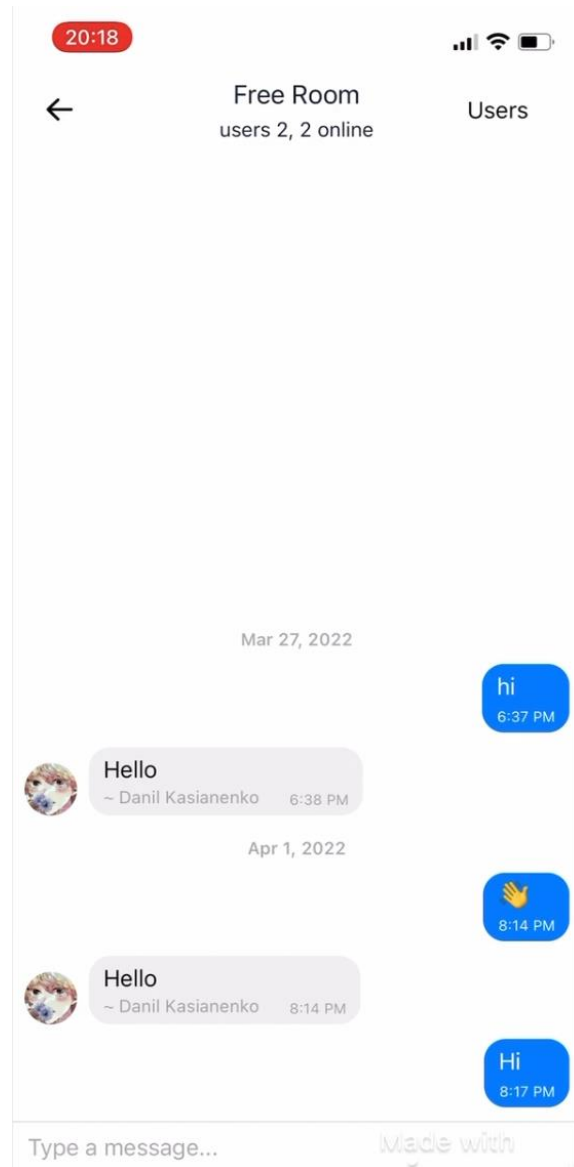 20:18
Free Room
Users
users 2, 2 online
Mar 27, 2022
hi
6:37 PM
Hello
~ Danil Kasianenko 6:38 PM
Apr 1, 2022
👋
8:14 PM
Hello
~ Danil Kasianenko 8:14 PM
Hi
8:17 PM
Type a message...
Made with